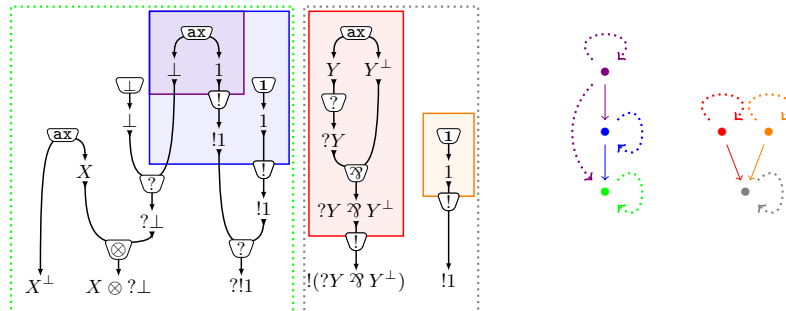 ax ax
⊥ 1 Y Y⊥
⊥ 1 ? 
! 1
⊥ 1 !1 ?Y 1
ax
X ! ⅋
? !
?⊥ !1 ?Y ⅋ Y⊥
⊗ ? !
X⊥ X ⊗ ?⊥ ?!1 !(?Y ⅋ Y⊥) !1